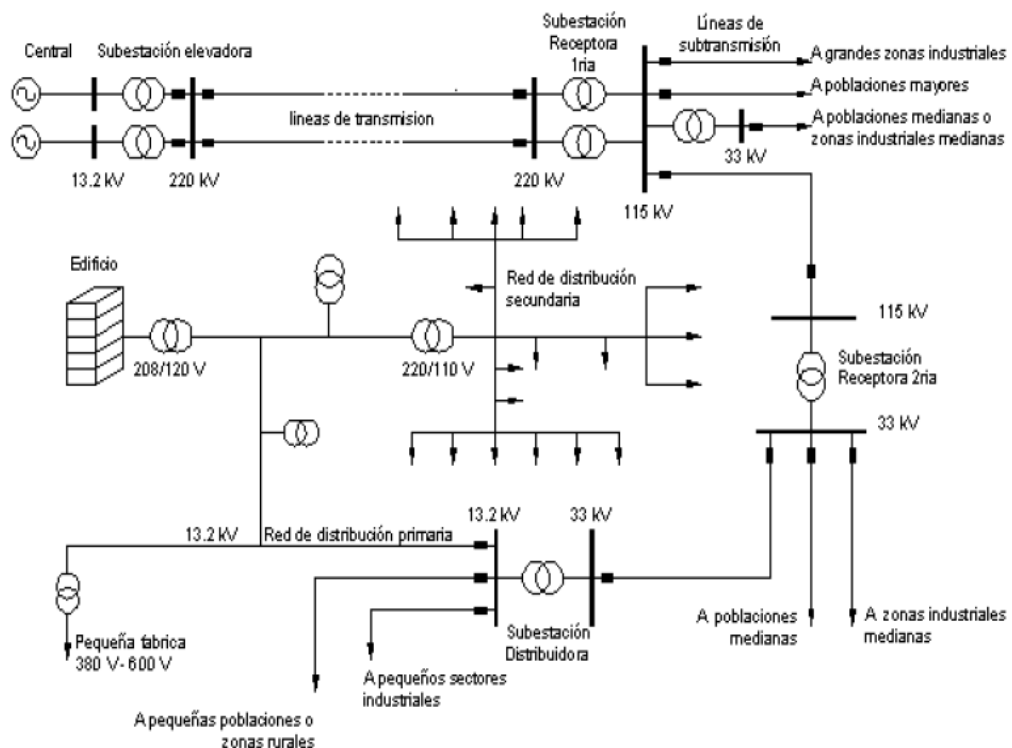 Central
Subestación elevadora
Subestación
Receptora
1ria
Líneas de
subtransmisión
A grandes zonas industriales
A poblaciones mayores
A poblaciones medianas o
zonas industriales medianas
lineas de transmision
33 kV
13.2 kV
220 kV
220 kV
115 kV
Edificio
Red de distribución
secundaria
115 kV
208/120 V
220/110 V
Subestación
Receptora 2ria
33 kV
13.2 kV
33 kV
13.2 kV
Red de distribución primaria
A poblaciones
medianas
A zonas industriales
medianas
Pequeña fabrica
380 V- 600 V
Subestación
Distribuidora
A pequeños sectores
industriales
A pequeñas poblaciones o
zonas rurales